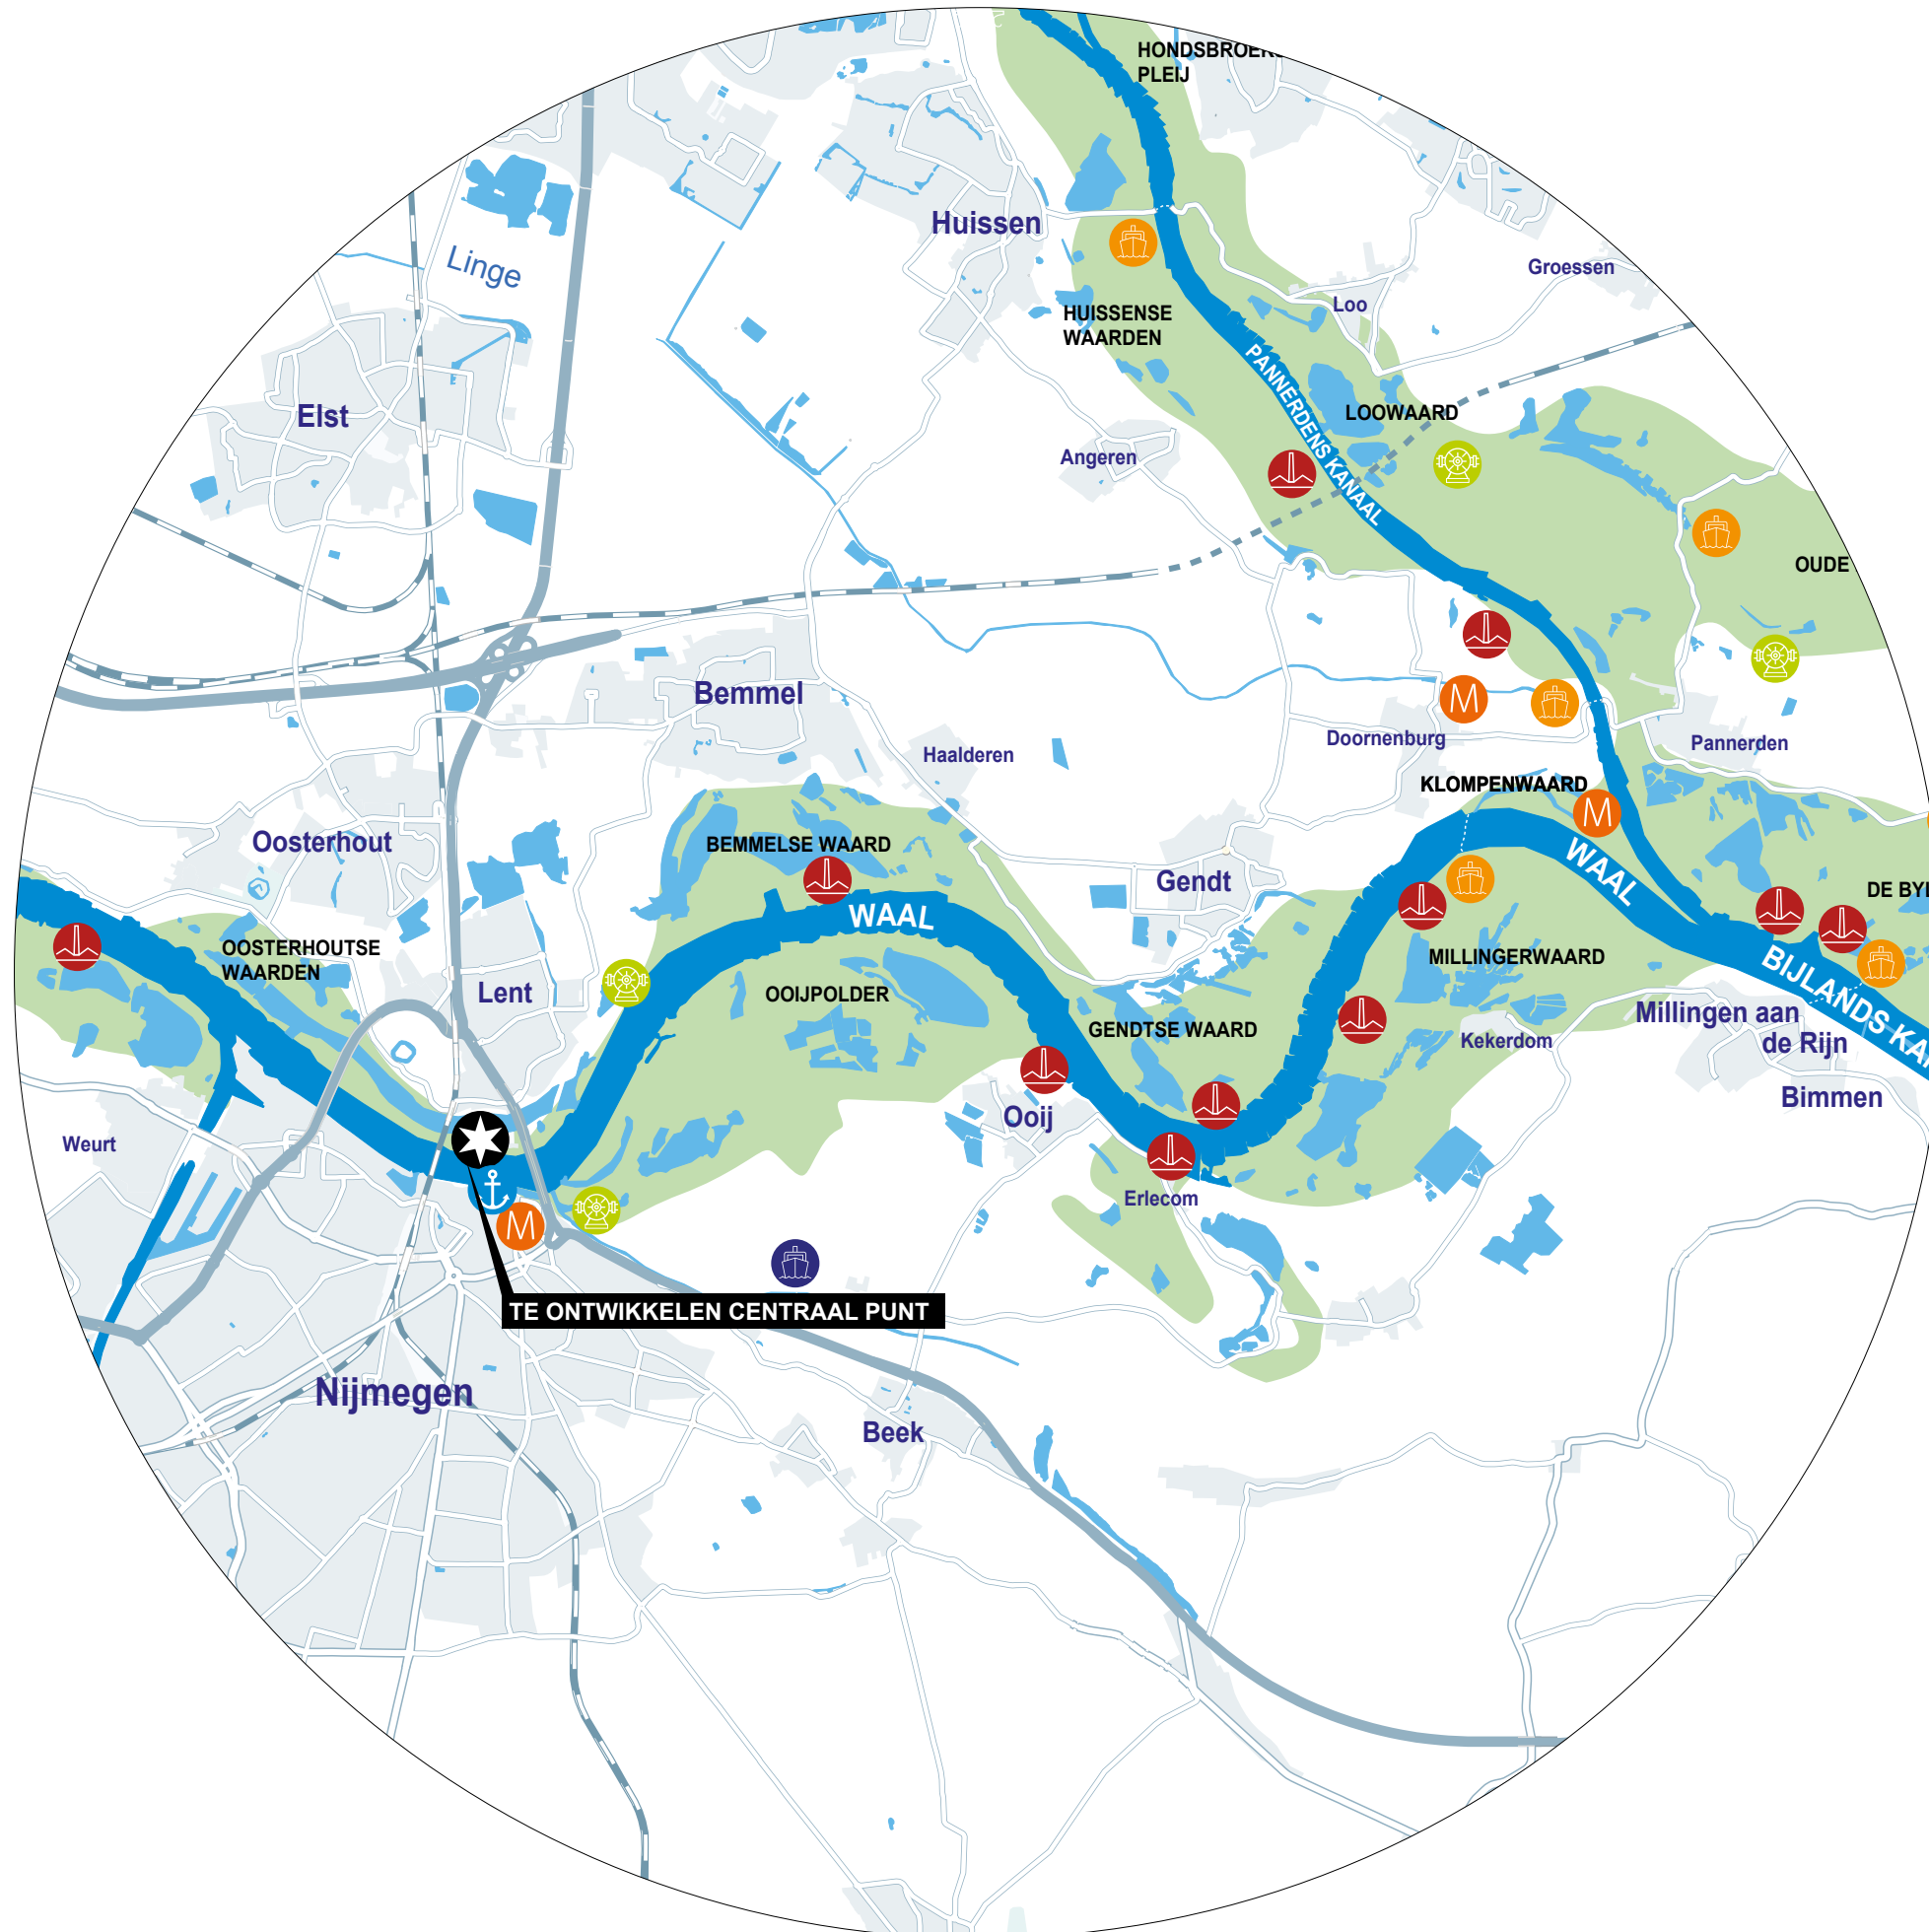 HONDSBROEK
PLEIJ
Huissen
Linge
Groessen
Loo
HUISSENSE
WAARDEN
PANNERDENS KANAAL
LOOWAARD
Elst
Angeren
OUDE
Bemmel
M
Doornenburg
Pannerden
Haalderen
KLOMPENWAARD
M
Oosterhout
BEMMELSE WAARD
WAAL
Gendt
DE BYL
WAAL
OOSTERHOUTSE
WAARDEN
MILLINGERWAARD
BIJLANDS KA
Lent
OOIJPOLDER
GENDTSE WAARD
Millingen aan
de Rijn
Kekerdom
Bimmen
Ooij
Weurt
Erlecom
M
TE ONTWIKKELEN CENTRAAL PUNT
Nijmegen
Beek